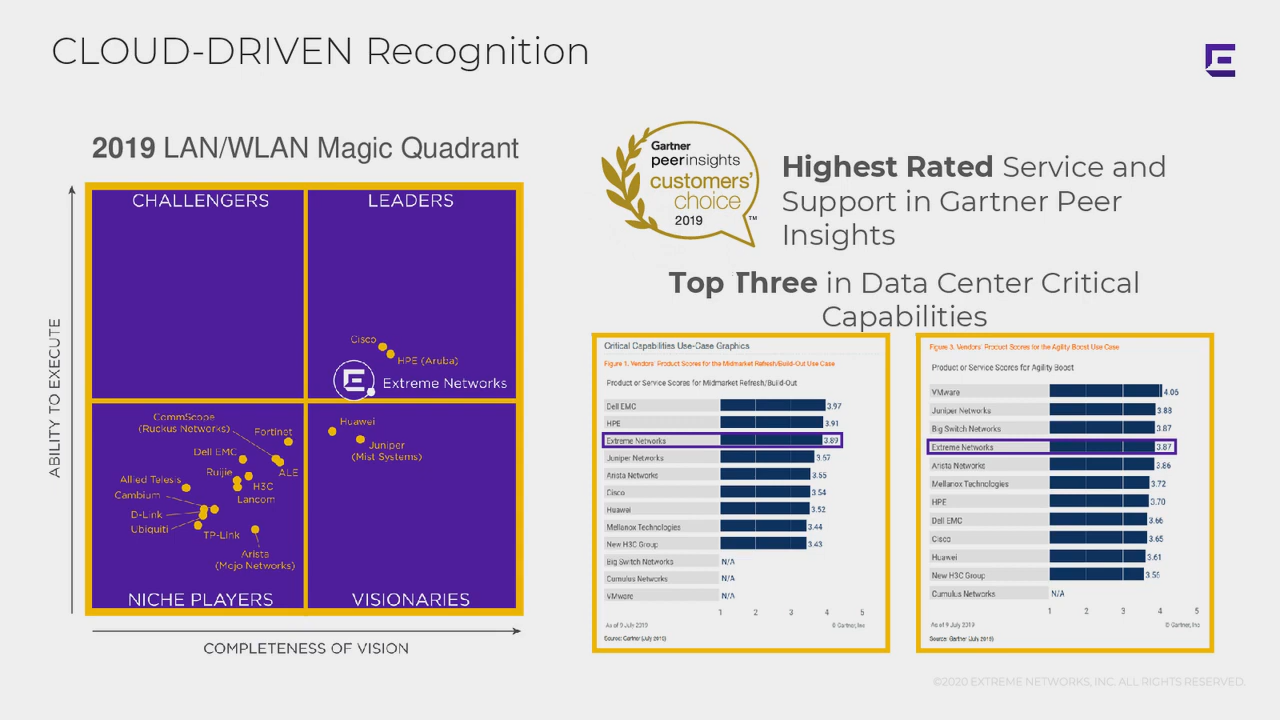 CLOUD-DRIVEN Recognition
2019 LAN/WLAN Magic Quadrant
CHALLENGERS
LEADERS
ABILITY TO EXECUTE
Cisco
HPE (Aruba)
Extreme Networks
CommScope
(Ruckus Networks)
Fortinet
Dell EMC
Ruijie
ALE
Allied Telesis
H3C
Cambium
Lancom
D-Link
Ubiquiti
TP-Link
Arista
(Mojo Networks)
Huawei
Juniper
(Mist Systems)
NICHE PLAYERS
VISIONARIES
COMPLETENESS OF VISION
Gartner
peerinsights
customers'
choice
2019
TM
Highest Rated Service and
Support in Gartner Peer
Insights
Top Three in Data Center Critical
Capabilities
Critical Capabilities Use-Case Graphics
Figure 1. Vendors' Product Scores for the Midmarket Refresh/Build-Out Use Case
Product or Service Scores for Midmarket Refresh/Build-Out
Dell EMC 3.97
HPE 3.91
Extreme Networks 3.89
Juniper Networks 3.67
Arista Networks 3.55
Cisco 3.54
Huawei 3.52
Mellanox Technologies 3.44
New H3C Group 3.43
Big Switch Networks N/A
Cumulus Networks N/A
VMware N/A
1 2 3 4 5
As of 9 July 2019 © Gartner, Inc
Source: Gartner (July 2019)
Figure 3. Vendors' Product Scores for the Agility Boost Use Case
Product or Service Scores for Agility Boost
VMware 4.05
Juniper Networks 3.88
Big Switch Networks 3.87
Extreme Networks 3.87
Arista Networks 3.86
Mellanox Technologies 3.72
HPE 3.70
Dell EMC 3.66
Cisco 3.65
Huawei 3.61
New H3C Group 3.56
Cumulus Networks N/A
1 2 3 4 5
As of 9 July 2019 © Gartner, Inc
Source: Gartner (July 2019)
©2020 EXTREME NETWORKS, INC. ALL RIGHTS RESERVED.